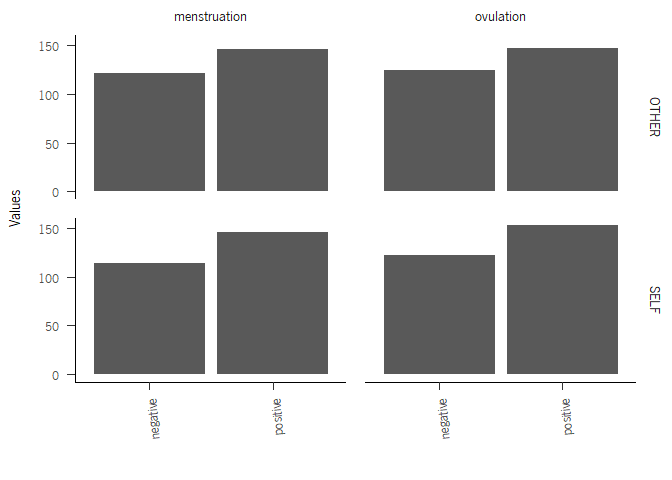 menstruation
ovulation
150
100
50
0
OTHER
Values
150
100
50
0
SELF
negative
positive
negative
positive